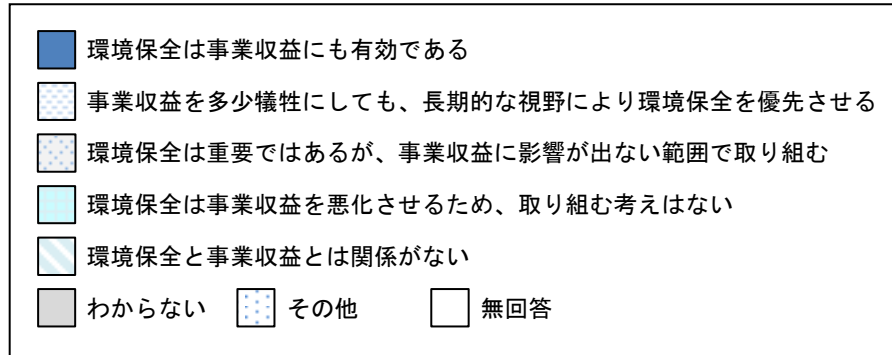 環境保全は事業収益にも有効である
事業収益を多少犠牲にしても、長期的な視野により環境保全を優先させる
環境保全は重要ではあるが、事業収益に影響が出ない範囲で取り組む
環境保全は事業収益を悪化させるため、取り組む考えはない
環境保全と事業収益とは関係がない
わからない その他 無回答